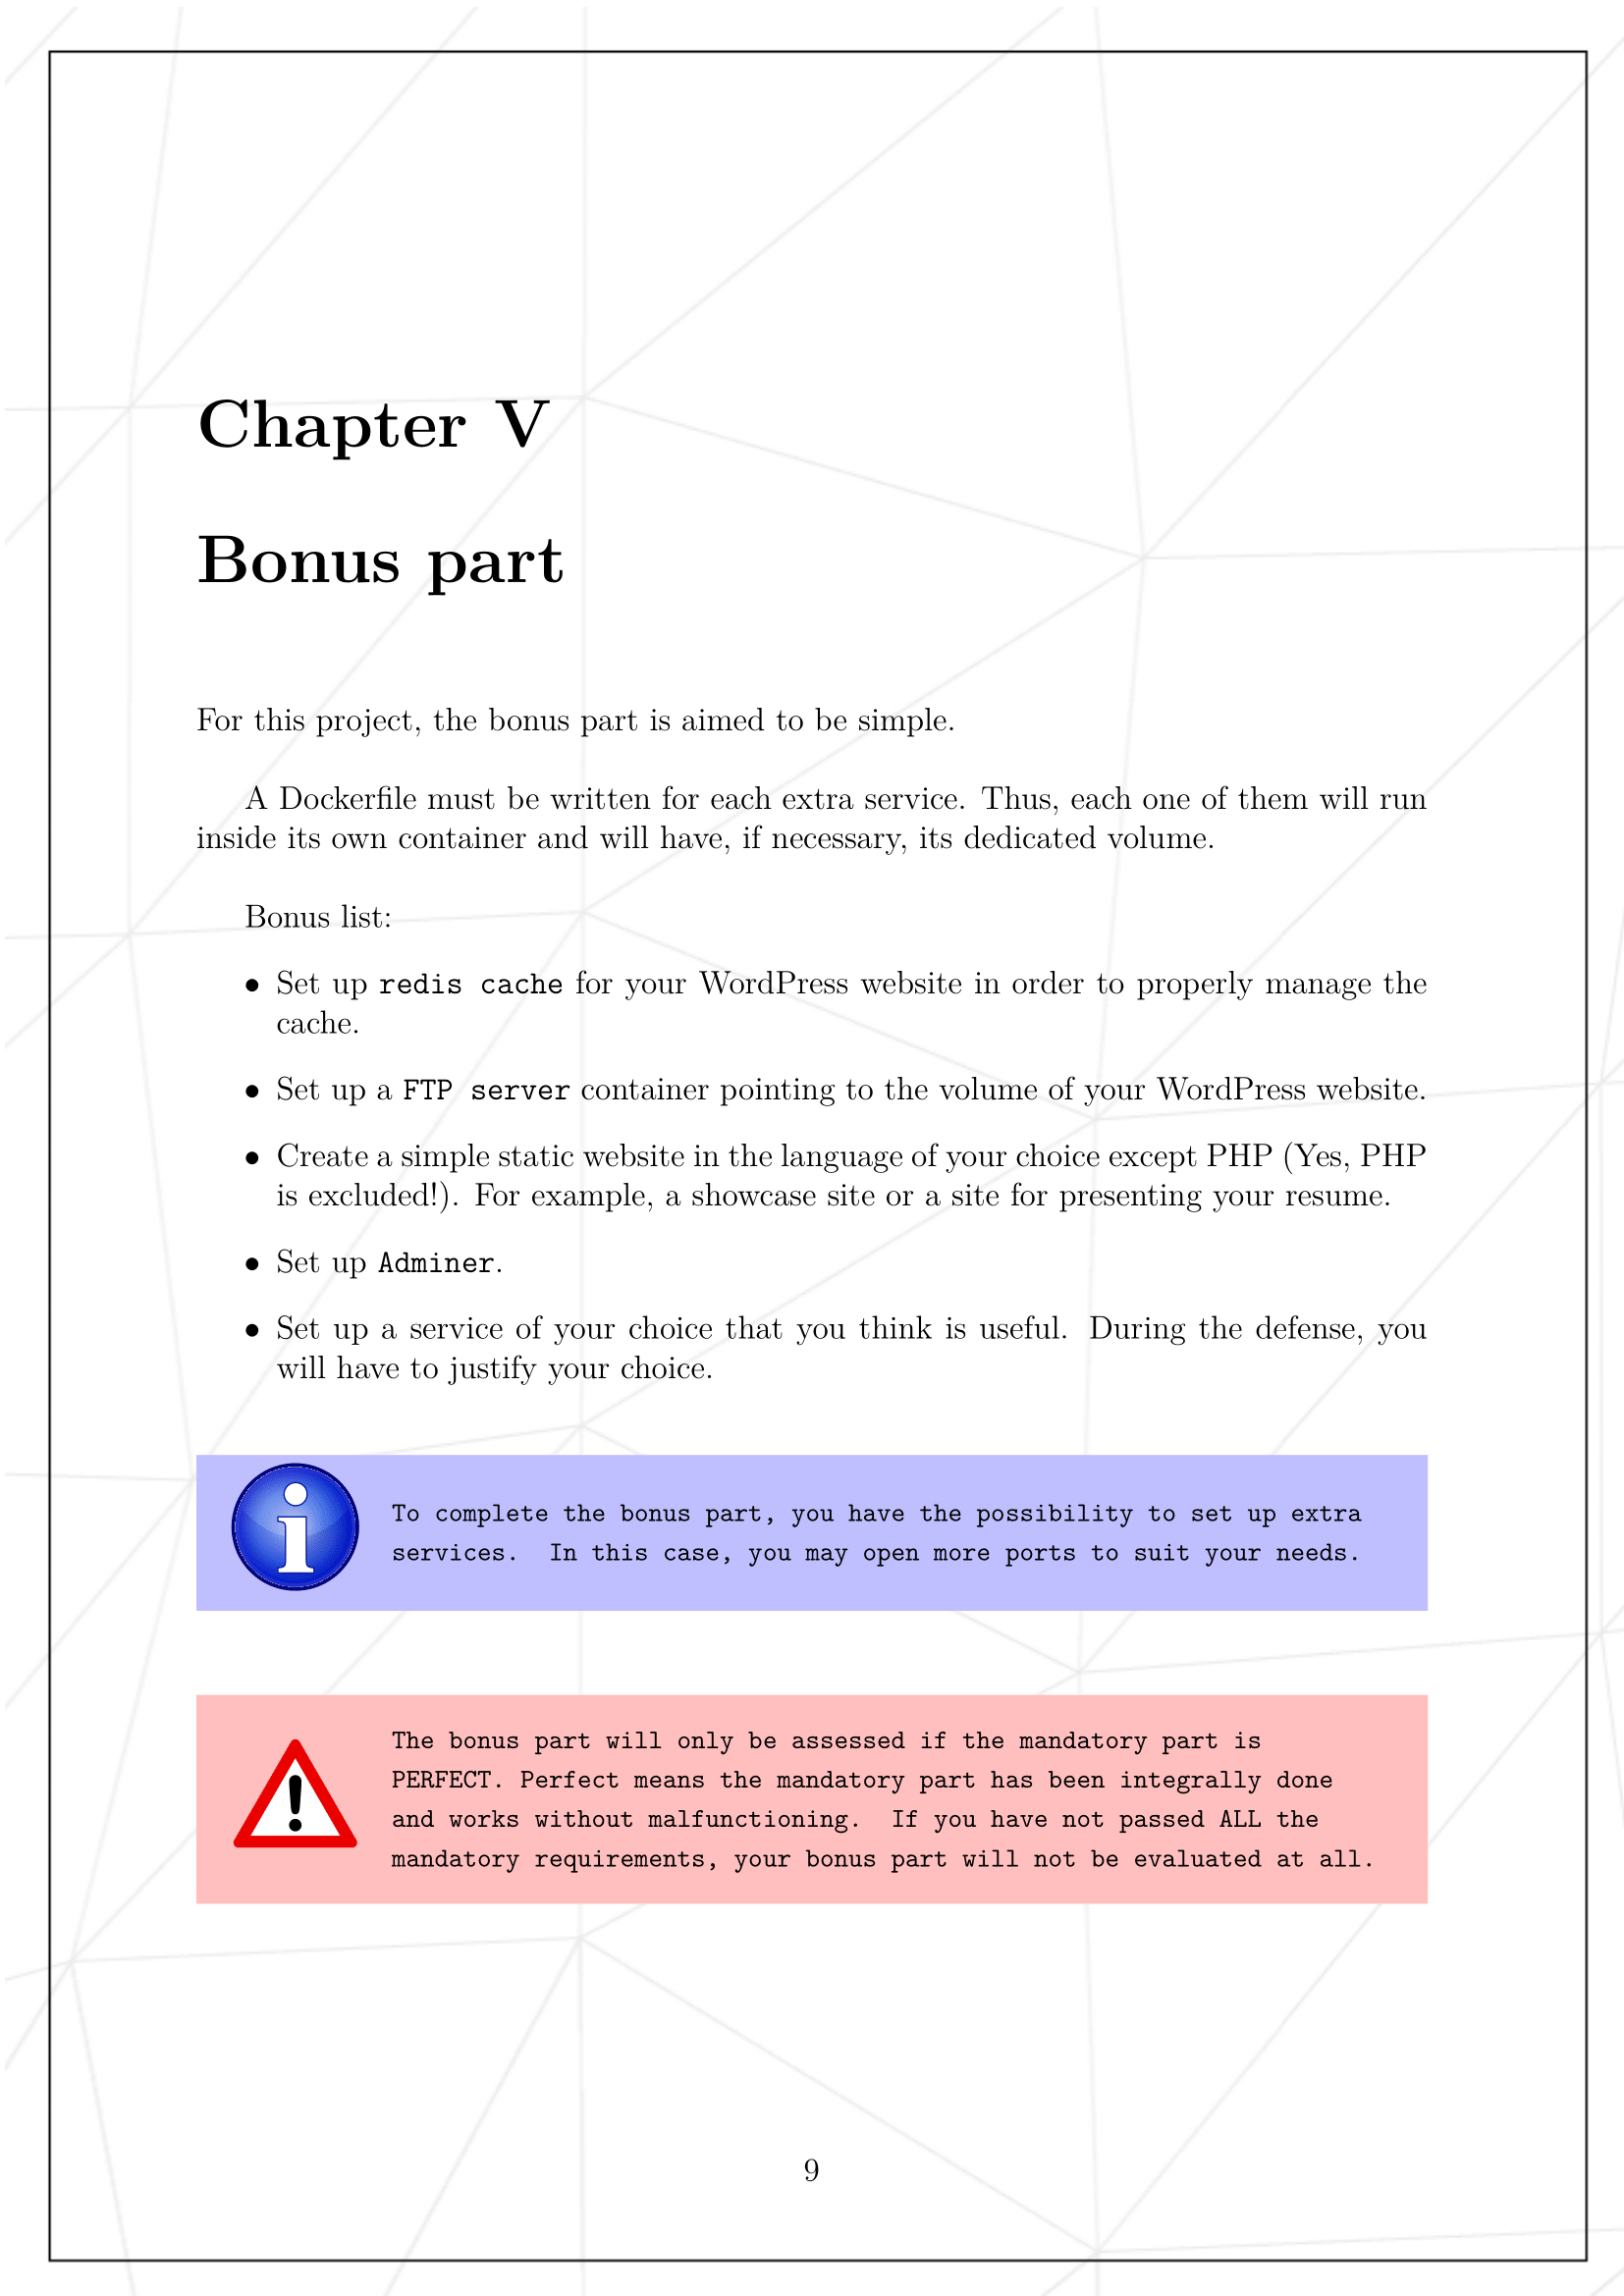 Chapter V
Bonus part
For this project, the bonus part is aimed to be simple.
A Dockerfile must be written for each extra service. Thus, each one of them will run
inside its own container and will have, if necessary, its dedicated volume.
Bonus list:
• Set up redis cache for your WordPress website in order to properly manage the
cache.
• Set up a FTP server container pointing to the volume of your WordPress website.
• Create a simple static website in the language of your choice except PHP (Yes, PHP
is excluded!). For example, a showcase site or a site for presenting your resume.
• Set up Adminer.
• Set up a service of your choice that you think is useful. During the defense, you
will have to justify your choice.
To complete the bonus part, you have the possibility to set up extra
services. In this case, you may open more ports to suit your needs.
The bonus part will only be assessed if the mandatory part is
PERFECT. Perfect means the mandatory part has been integrally done
and works without malfunctioning. If you have not passed ALL the
mandatory requirements, your bonus part will not be evaluated at all.
9